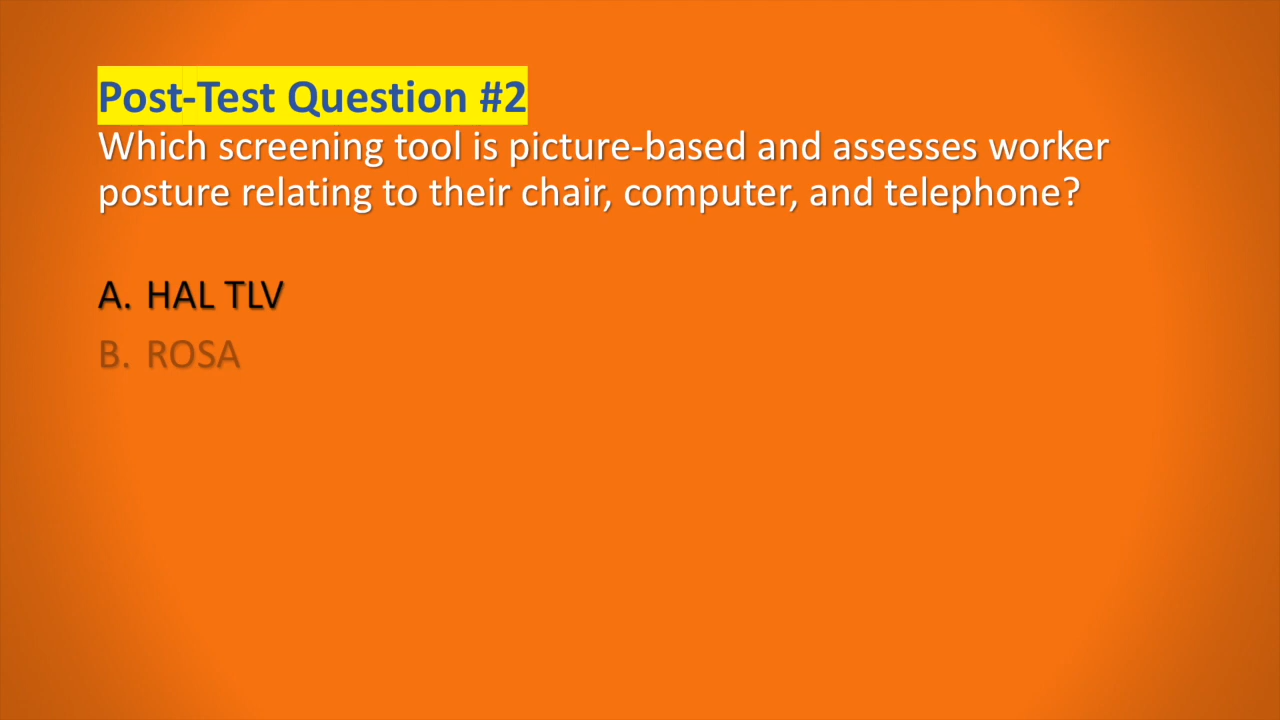 Post-Test Question #2
Which screening tool is picture-based and assesses worker
posture relating to their chair, computer, and telephone?
A. HAL TLV
B. ROSA